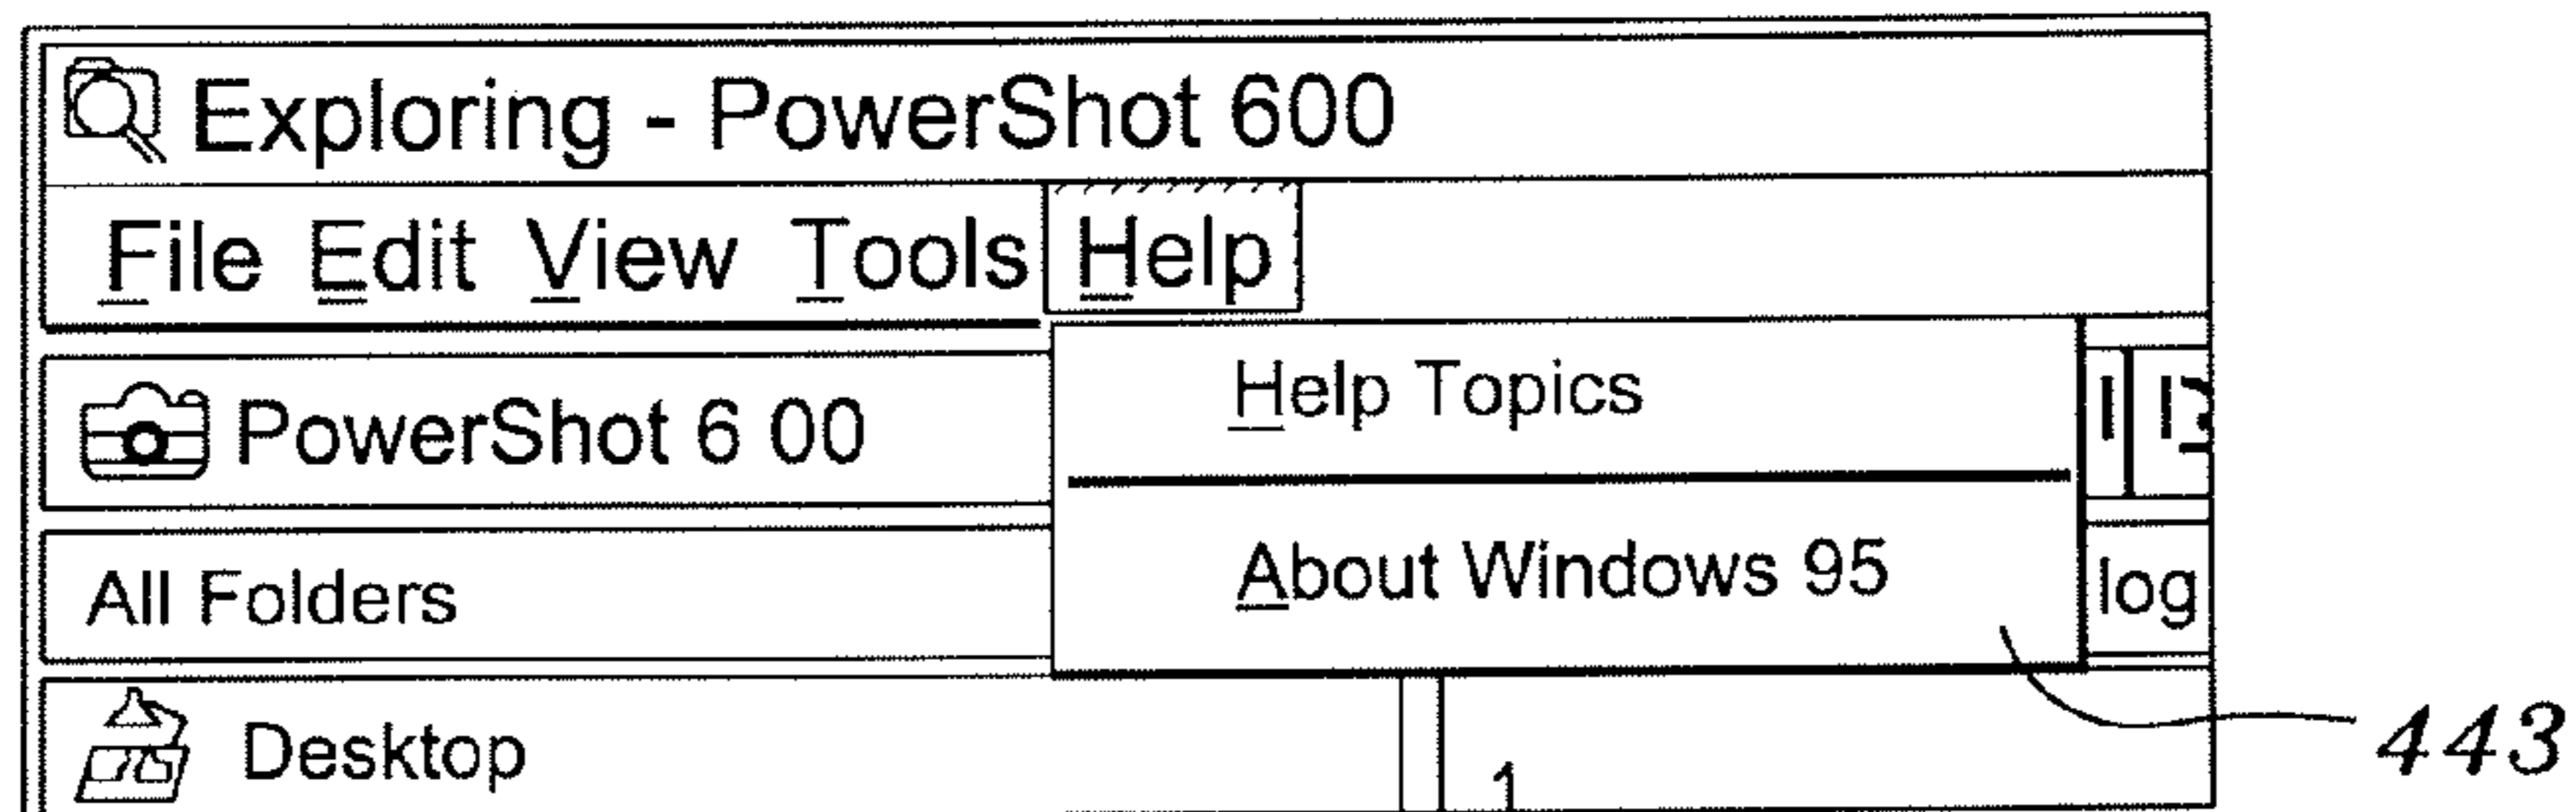 Exploring - PowerShot 600
File Edit View Tools Help
Help Topics
PowerShot 6 00
About Windows 95
All Folders
log
Desktop
1
443